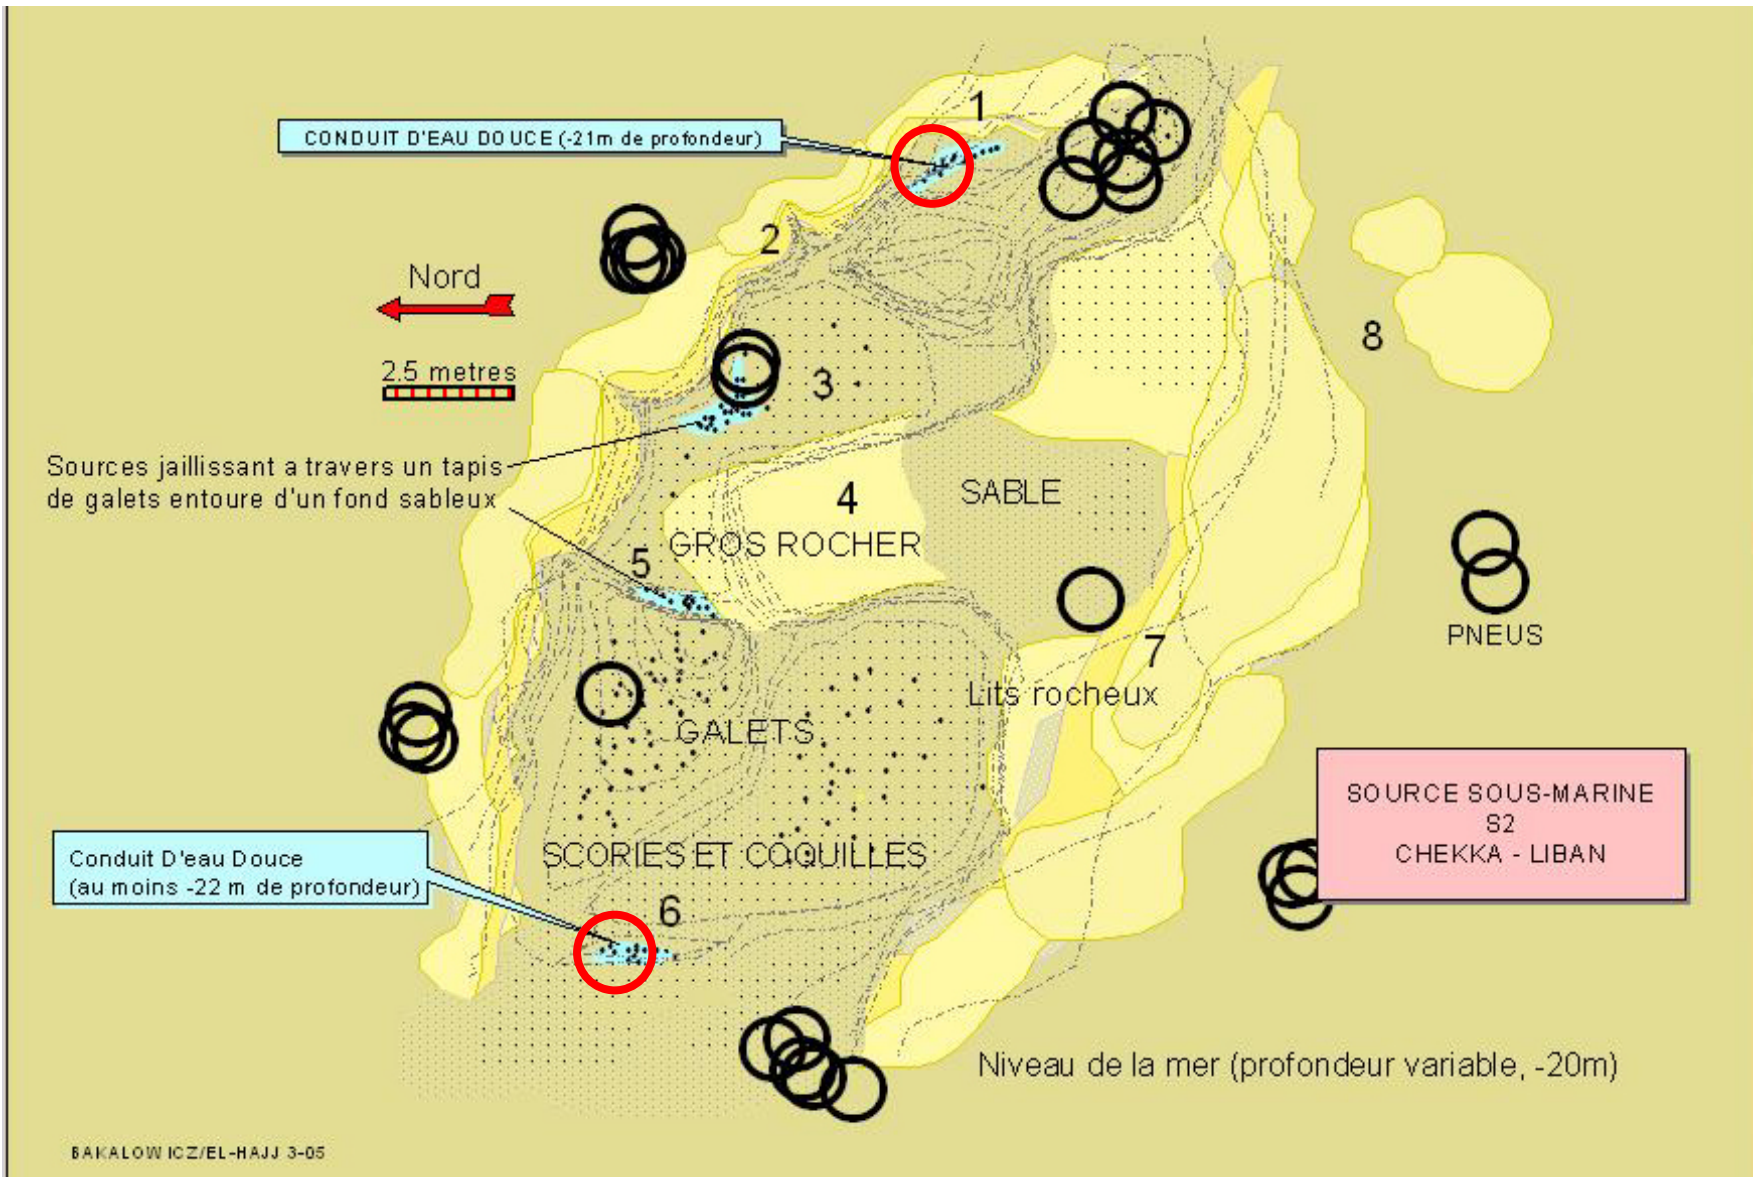 1
CONDUIT D'EAU DOUCE (-21m de profondeur)
2
Nord
8
2.5 metres
3
Sources jaillissant a travers un tapis
de galets entoure d'un fond sableux
4
SABLE
GROS ROCHER
5
PNEUS
7
Lits rocheux
GALETS
SOURCE SOUS-MARINE
S2
CHEKKA - LIBAN
Conduit D'eau Douce
(au moins -22 m de profondeur)
SCORIES ET COQUILLES
6
Niveau de la mer (profondeur variable, -20m)
BAKALOWICZ/EL-HAJJ 3-05